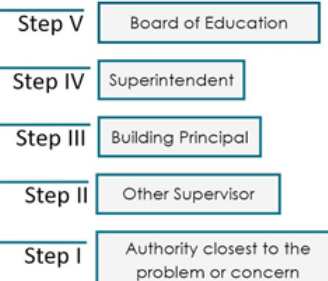 Step V Board of Education
Step IV Superintendent
Step III Building Principal
Step II Other Supervisor
Step I Authority closest to the
problem or concern